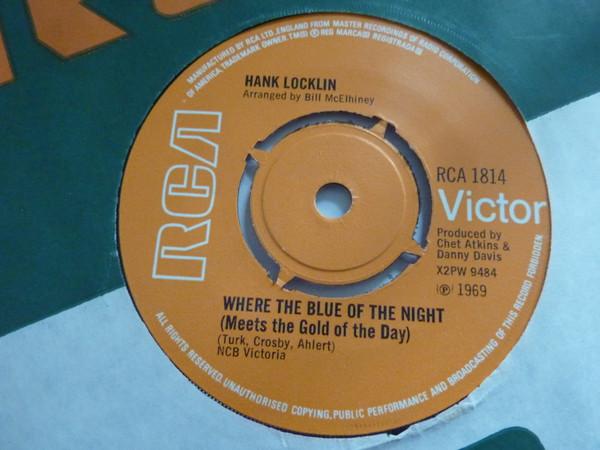 MANUFACTURED BY RCA LTD. ENGLAND FROM MASTER RECORDINGS OF RADIO CORPORATION
OF AMERICA. TRADEMARK OWNER. TM(S) ® REG MARCA(S) REGISTRADA(S)
HANK LOCKLIN
Arranged by Bill McElhiney
RCA
RCA 1814
Victor
Produced by
Chet Atkins &
Danny Davis
X2PW 9484
℗ 1969
WHERE THE BLUE OF THE NIGHT
(Meets the Gold of the Day)
(Turk, Crosby, Ahlert)
NCB Victoria
ALL RIGHTS RESERVED. UNAUTHORISED COPYING, PUBLIC PERFORMANCE AND BROADCASTING OF THIS RECORD FORBIDDEN